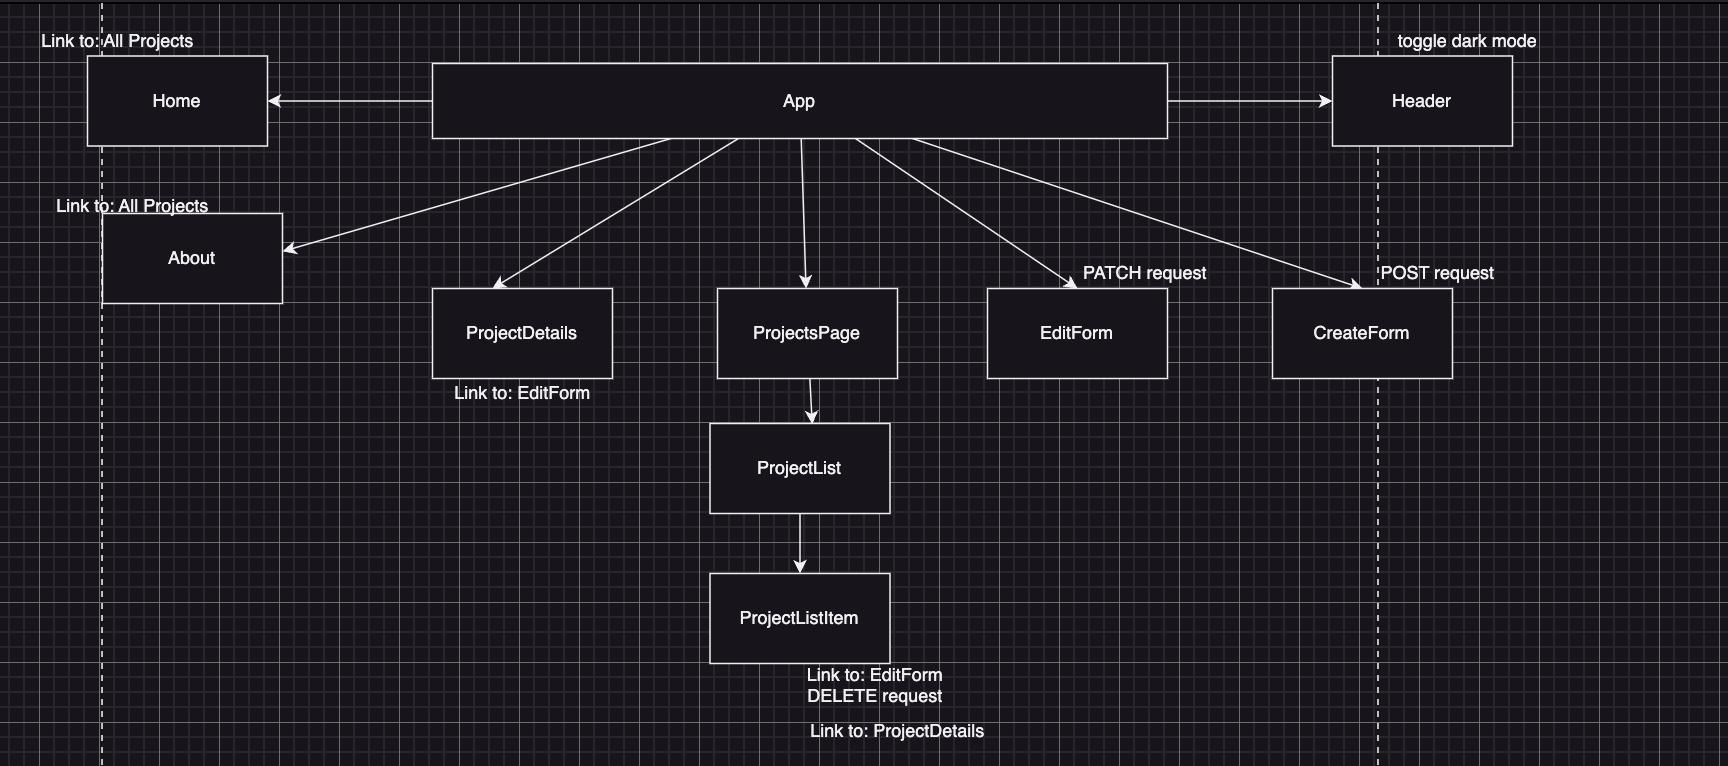 Link to: All Projects
toggle dark mode
Home
App
Header
Link to: All Projects
About
PATCH request
POST request
ProjectDetails
ProjectsPage
EditForm
CreateForm
Link to: EditForm
ProjectList
ProjectListItem
Link to: EditForm
DELETE request
Link to: ProjectDetails